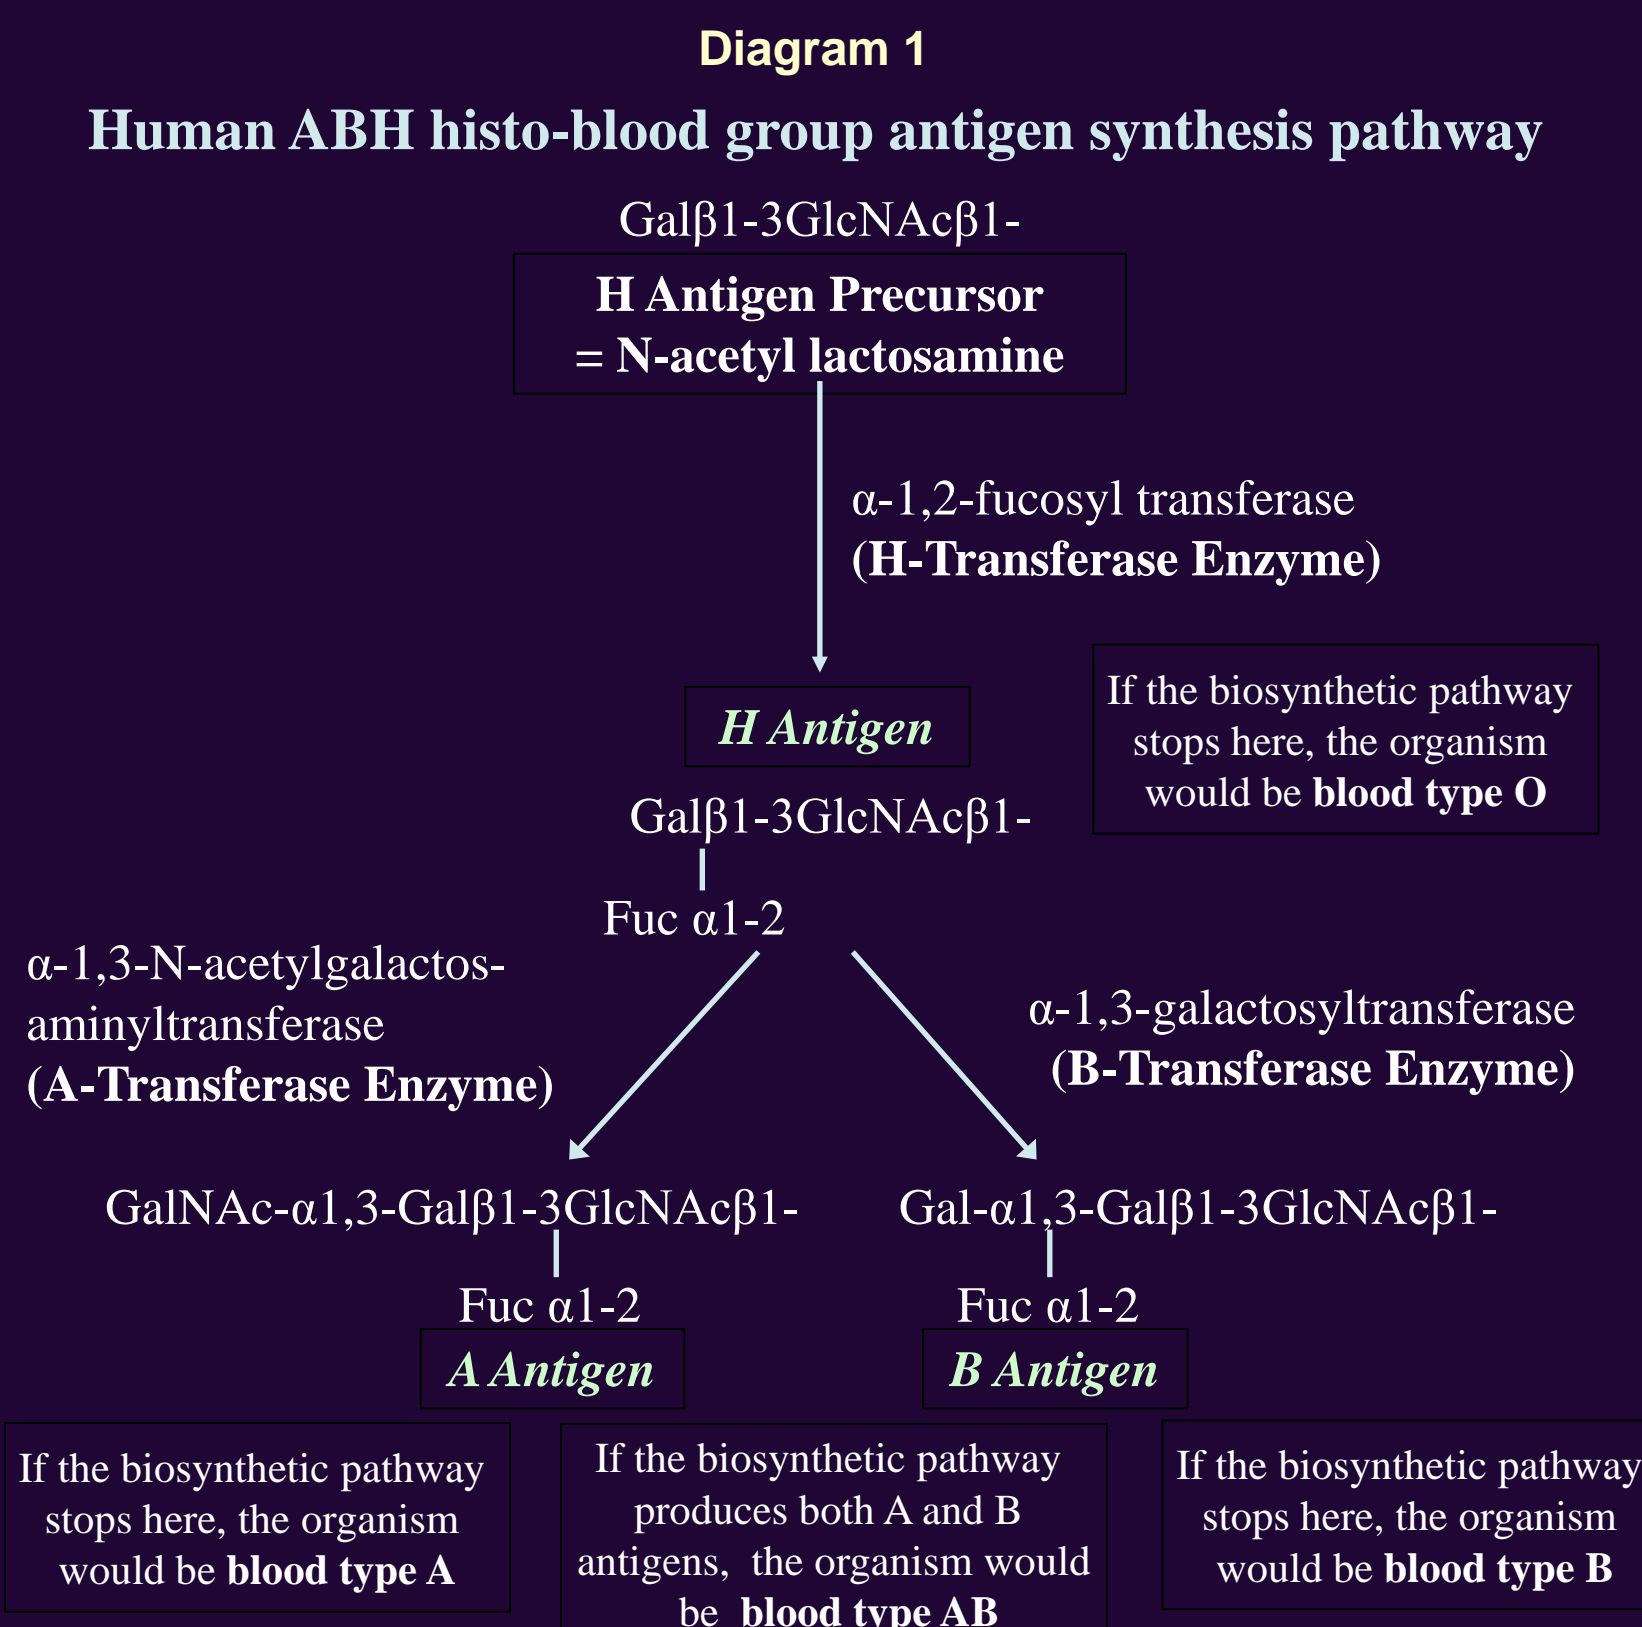 Diagram 1
Human ABH histo-blood group antigen synthesis pathway
Galβ1-3GlcNAcβ1-
H Antigen Precursor
= N-acetyl lactosamine
α-1,2-fucosyl transferase
(H-Transferase Enzyme)
H Antigen
If the biosynthetic pathway
stops here, the organism
would be blood type O
Galβ1-3GlcNAcβ1-
Fuc α1-2
α-1,3-N-acetylgalactos-
aminyltransferase
(A-Transferase Enzyme)
α-1,3-galactosyltransferase
(B-Transferase Enzyme)
GalNAc-α1,3-Galβ1-3GlcNAcβ1-
Fuc α1-2
A Antigen
Gal-α1,3-Galβ1-3GlcNAcβ1-
Fuc α1-2
B Antigen
If the biosynthetic pathway
stops here, the organism
would be blood type A
If the biosynthetic pathway
produces both A and B
antigens, the organism would
be blood type AB
If the biosynthetic pathway
stops here, the organism
would be blood type B